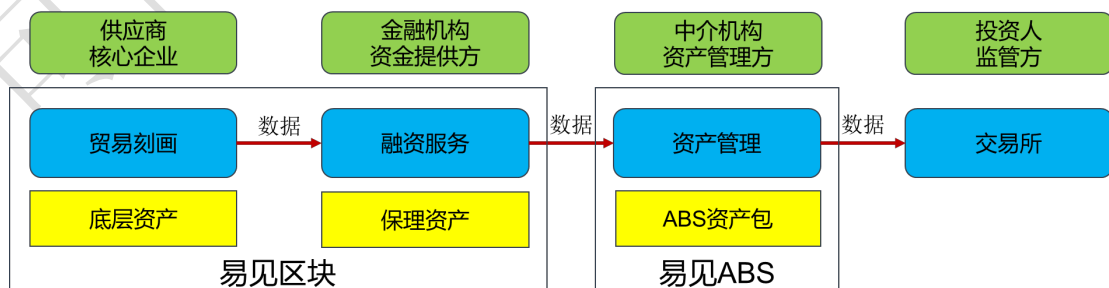 供应商
核心企业
金融机构
资金提供方
中介机构
资产管理方
投资人
监管方
贸易刻画
数据
融资服务
数据
资产管理
数据
交易所
底层资产
保理资产
ABS资产包
易见区块
易见ABS